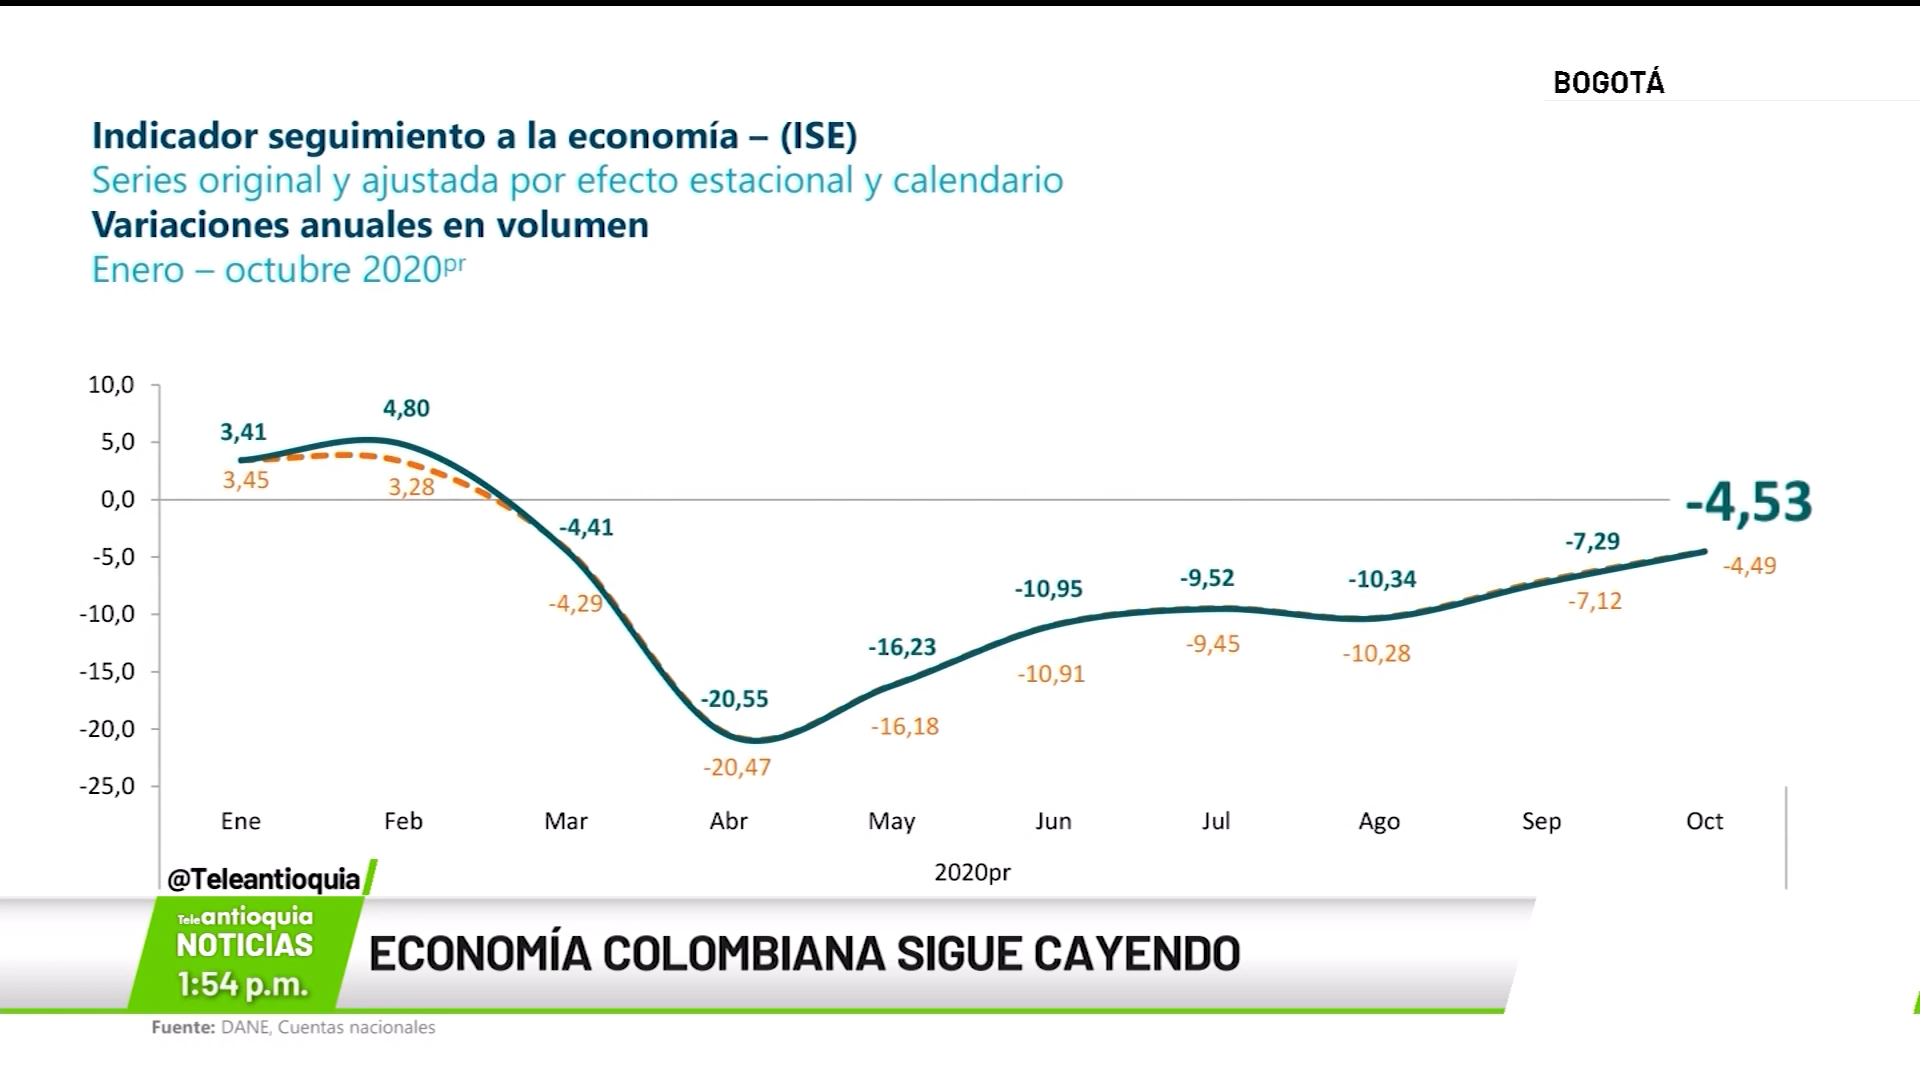 BOGOTÁ
Indicador seguimiento a la economía – (ISE)
Series original y ajustada por efecto estacional y calendario
Variaciones anuales en volumen
Enero – octubre 2020pr
10,0
5,0
0,0
-5,0
-10,0
-15,0
-20,0
-25,0
3,41
4,80
-4,41
-20,55
-16,23
-10,95
-9,52
-10,34
-7,29
-4,53
3,45
3,28
-4,29
-20,47
-16,18
-10,91
-9,45
-10,28
-7,12
-4,49
Ene Feb Mar Abr May Jun Jul Ago Sep Oct
2020pr
@Teleantioquia
Teleantioquia
NOTICIAS
1:54 p.m.
ECONOMÍA COLOMBIANA SIGUE CAYENDO
Fuente: DANE, Cuentas nacionales